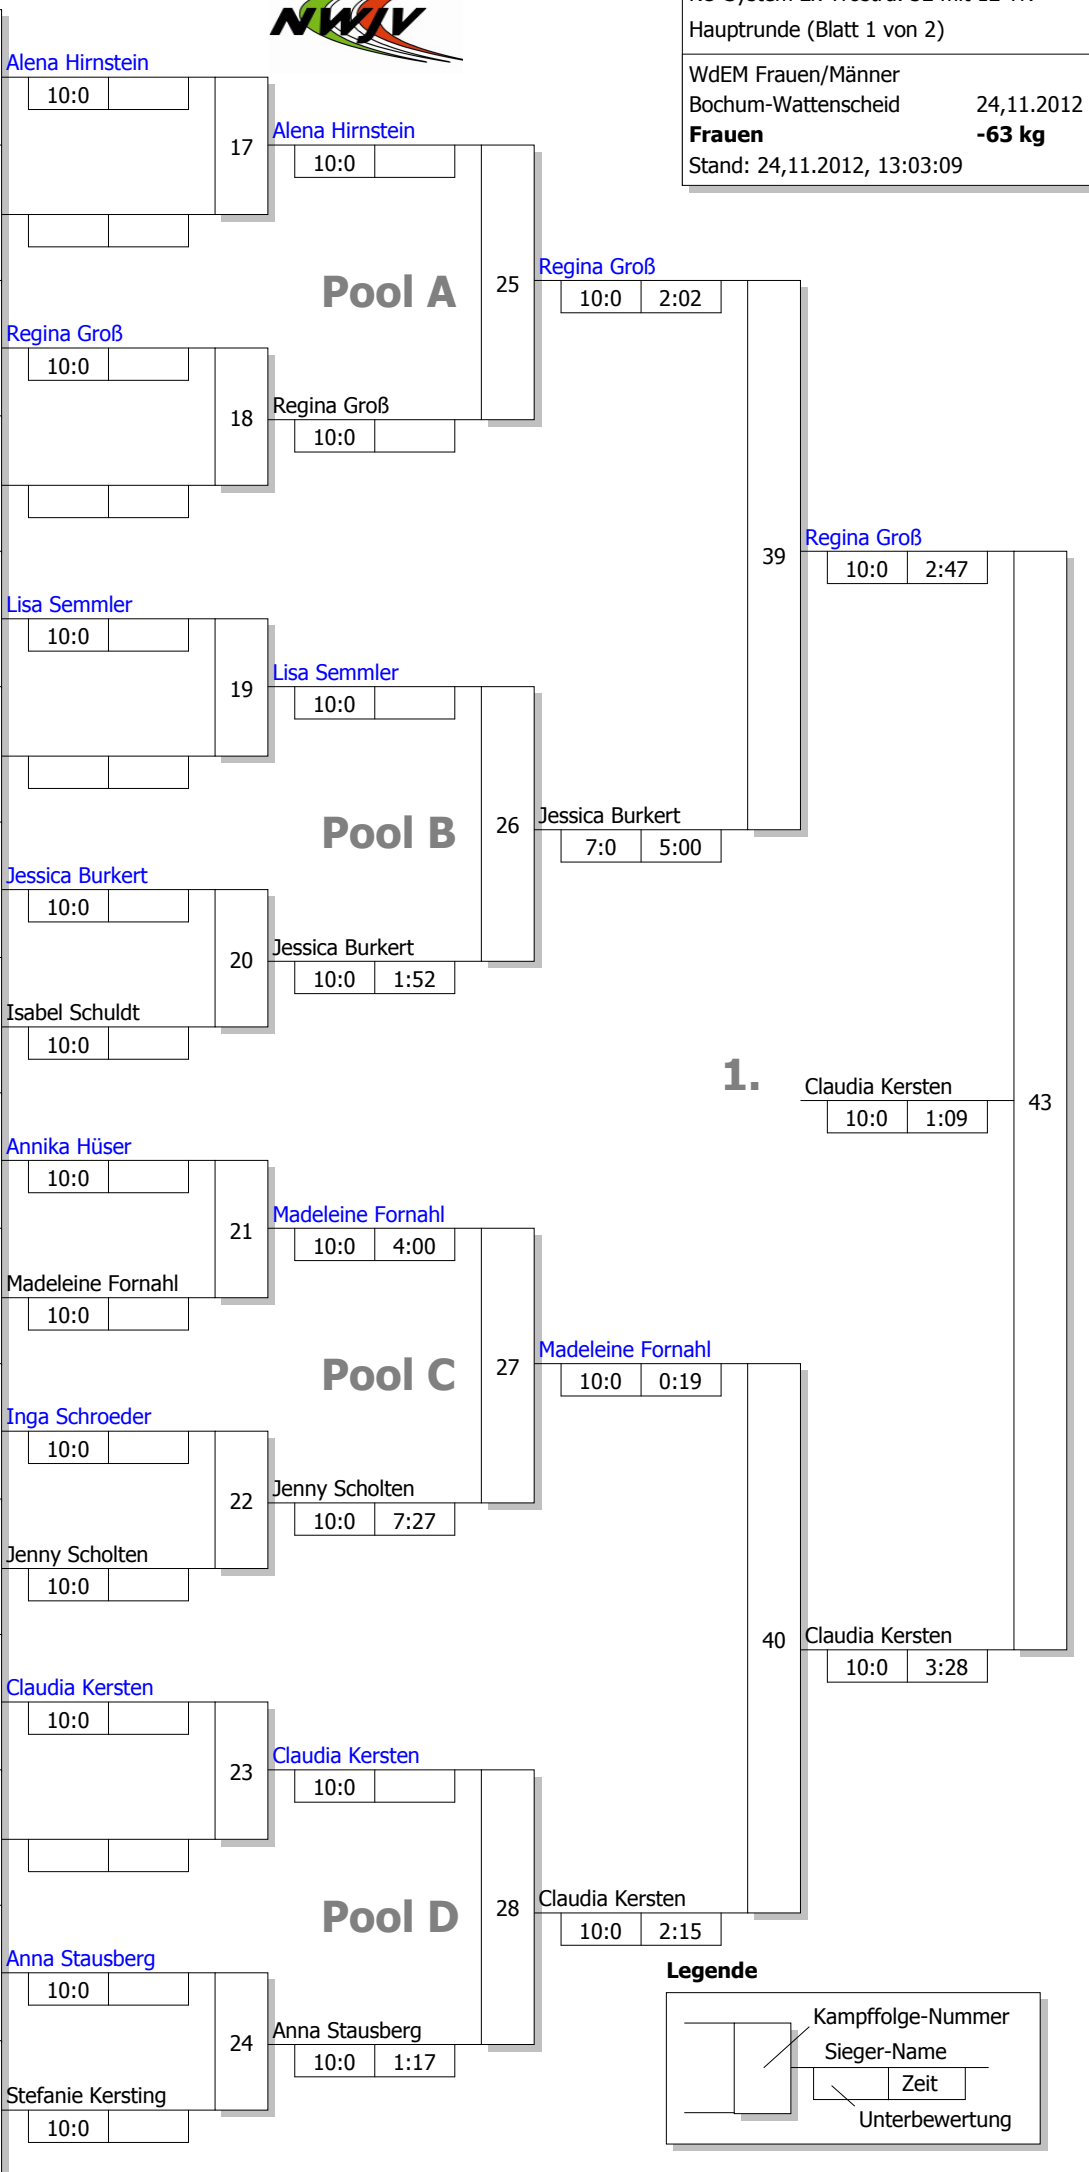 NWJV
Hauptrunde (Blatt 1 von 2)
WdEM Frauen/Männer
Bochum-Wattenscheid 24,11.2012
Frauen -63 kg
Stand: 24,11.2012, 13:03:09
Alena Hirnstein
10:0
17
Alena Hirnstein
10:0
Pool A
25
Regina Groß
10:0 2:02
Regina Groß
10:0
18
Regina Groß
10:0
39
Regina Groß
10:0 2:47
Lisa Semmler
10:0
19
Lisa Semmler
10:0
Pool B
26
Jessica Burkert
7:0 5:00
Jessica Burkert
10:0
20
Jessica Burkert
10:0 1:52
Isabel Schuldt
10:0
1.
Claudia Kersten
10:0 1:09
43
Annika Hüser
10:0
21
Madeleine Fornahl
10:0 4:00
Madeleine Fornahl
10:0
Pool C
27
Madeleine Fornahl
10:0 0:19
Inga Schroeder
10:0
22
Jenny Scholten
10:0 7:27
Jenny Scholten
10:0
40
Claudia Kersten
10:0 3:28
Claudia Kersten
10:0
23
Claudia Kersten
10:0
Pool D
28
Claudia Kersten
10:0 2:15
Anna Stausberg
10:0
24
Anna Stausberg
10:0 1:17
Stefanie Kersting
10:0
Legende
Kampffolge-Nummer
Sieger-Name
Zeit
Unterbewertung